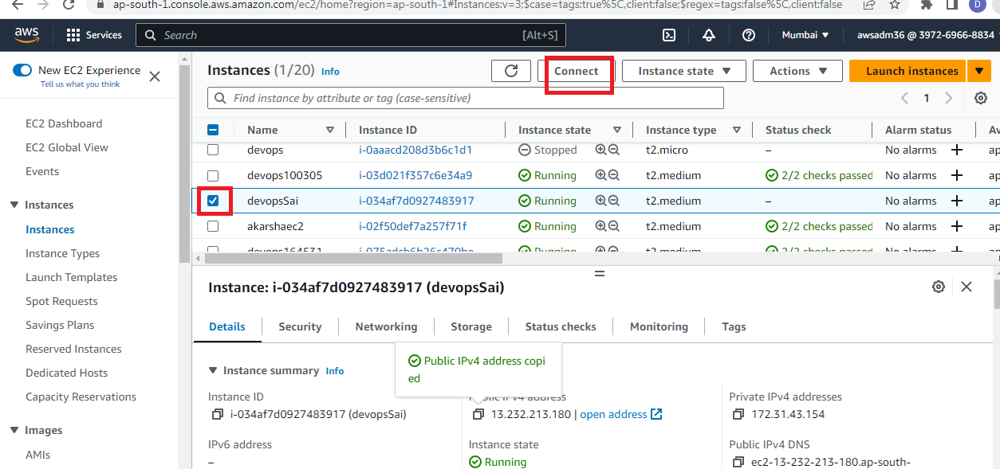 ap-south-1.console.aws.amazon.com/ec2/home?region=ap-south-1#Instances:v=3;$case=tags:true%5C,client:false;$regex=tags:false%5C,client:false
D
aws
Services
Search
[Alt+S]
Mumbai
awsadm36 @ 3972-6966-8834
New EC2 Experience
Tell us what you think
EC2 Dashboard
EC2 Global View
Events
Instances
Instances
Instance Types
Launch Templates
Spot Requests
Savings Plans
Reserved Instances
Dedicated Hosts
Capacity Reservations
Images
AMIs
Instances (1/20) Info
Connect
Instance state
Actions
Launch instances
Find instance by attribute or tag (case-sensitive)
1
Name Instance ID Instance state Instance type Status check Alarm status Av
devops i-0aaacd208d3b6c1d1 Stopped t2.micro – No alarms + ap
devops100305 i-03d021f357c6e34a9 Running t2.medium 2/2 checks passed No alarms + ap
devopsSai i-034af7d0927483917 Running t2.medium – No alarms + ap
akarshaec2 i-02f50def7a257f71f Running t2.medium 2/2 checks passed No alarms + ap
devops164531 i-075adcb6b26c470be Running t2.medium 2/2 checks passed No alarms + ap
Instance: i-034af7d0927483917 (devopsSai)
Details Security Networking Storage Status checks Monitoring Tags
Public IPv4 address copi
ed
Instance summary Info
Instance ID
i-034af7d0927483917 (devopsSai)
Public IPv4 address
13.232.213.180 | open address
Private IPv4 addresses
172.31.43.154
IPv6 address
–
Instance state
Running
Public IPv4 DNS
ec2-13-232-213-180.ap-south-